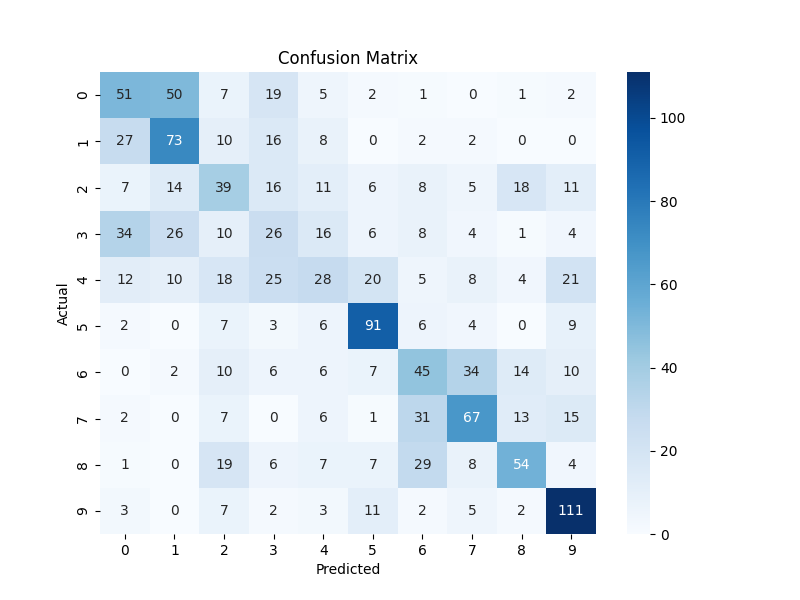 Confusion Matrix
0 51 50 7 19 5 2 1 0 1 2
1 27 73 10 16 8 0 2 2 0 0
2 7 14 39 16 11 6 8 5 18 11
3 34 26 10 26 16 6 8 4 1 4
4 12 10 18 25 28 20 5 8 4 21
5 2 0 7 3 6 91 6 4 0 9
6 0 2 10 6 6 7 45 34 14 10
7 2 0 7 0 6 1 31 67 13 15
8 1 0 19 6 7 7 29 8 54 4
9 3 0 7 2 3 11 2 5 2 111
0 1 2 3 4 5 6 7 8 9
Predicted
Actual
100
80
60
40
20
0